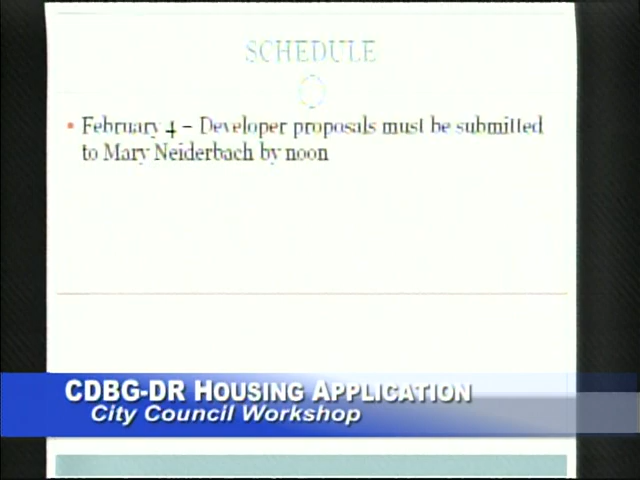 SCHEDULE
• February 4 – Developer proposals must be submitted
to Mary Neiderbach by noon
CDBG-DR HOUSING APPLICATION
City Council Workshop